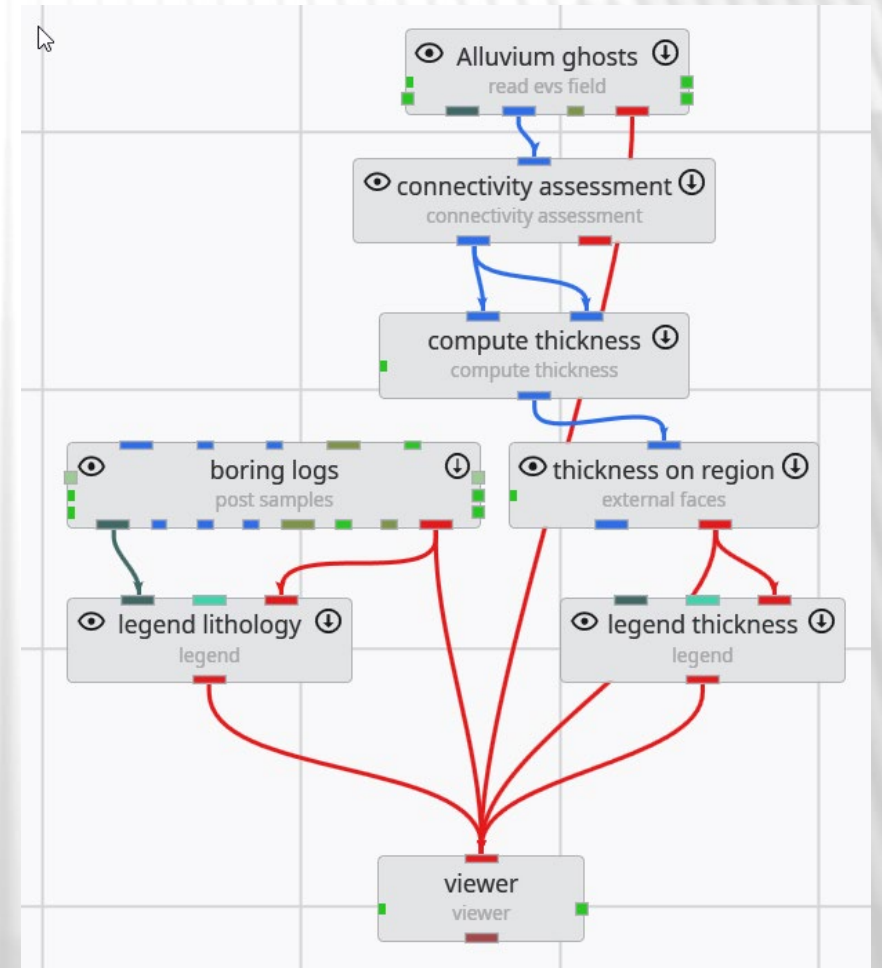 Alluvium ghosts
read evs field
connectivity assessment
connectivity assessment
compute thickness
compute thickness
boring logs
post samples
thickness on region
external faces
legend lithology
legend
legend thickness
legend
viewer
viewer